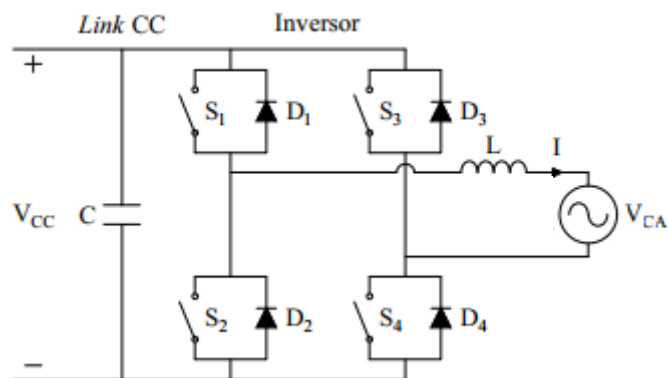 Link CC Inversor
+
S1 D1 S3 D3
L I
VCC C VCA
S2 D2 S4 D4
−